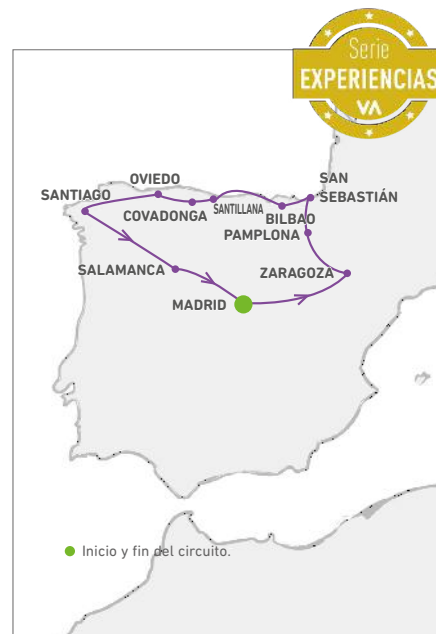 Serie
EXPERIENCIAS
VA
OVIEDO
SAN
SEBASTIÁN
SANTIAGO
COVADONGA
SANTILLANA
BILBAO
PAMPLONA
SALAMANCA
ZARAGOZA
MADRID
Inicio y fin del circuito.